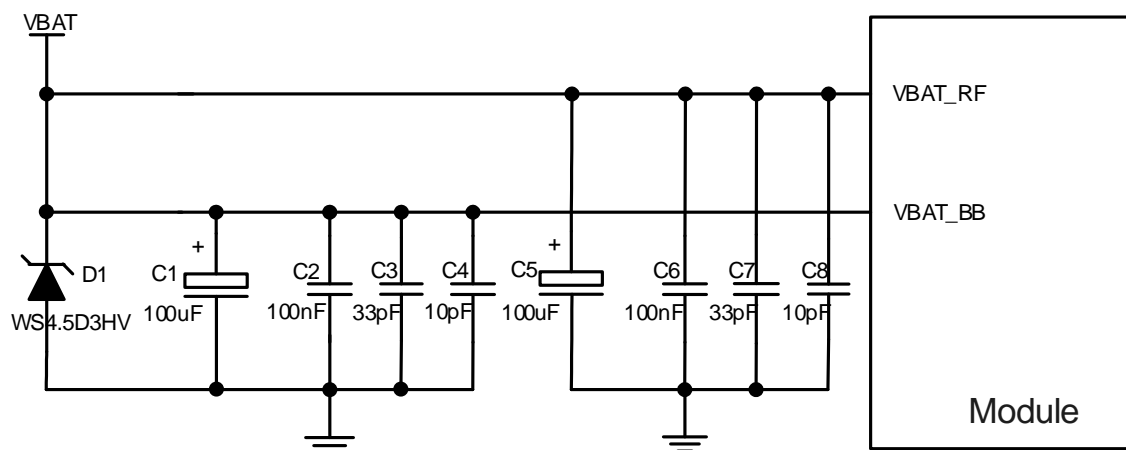 VBAT
VBAT_RF
VBAT_BB
+
+
D1
C1
C2
C3
C4
C5
C6
C7
C8
WS4.5D3HV
100uF
100nF
33pF
10pF
100uF
100nF
33pF
10pF
Module